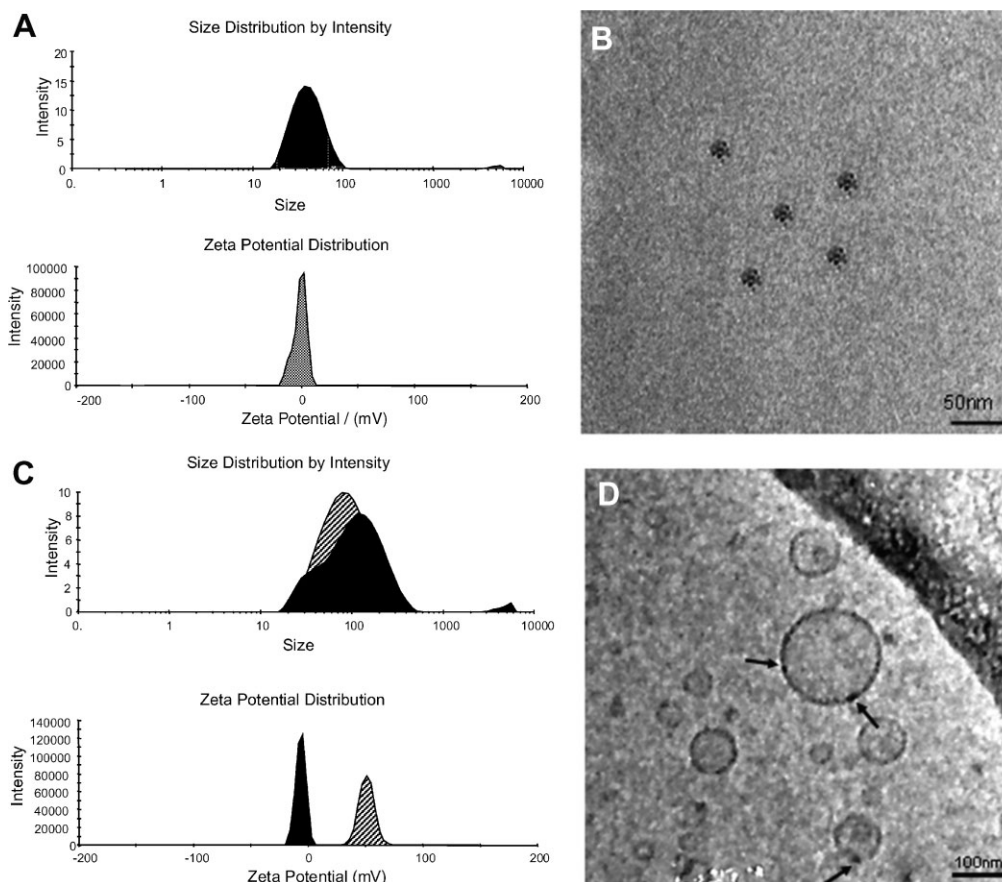 A
Size Distribution by Intensity
20
15
10
5
0
Intensity
0. 1 10 100 1000 10000
Size
Zeta Potential Distribution
100000
80000
60000
40000
20000
0
Intensity
-200 -100 0 100 200
Zeta Potential / (mV)
B
50nm
C
Size Distribution by Intensity
10
8
6
4
2
0
Intensity
0. 1 10 100 1000 10000
Size
Zeta Potential Distribution
140000
120000
100000
80000
60000
40000
20000
0
Intensity
-200 -100 0 100 200
Zeta Potential (mV)
D
100nm